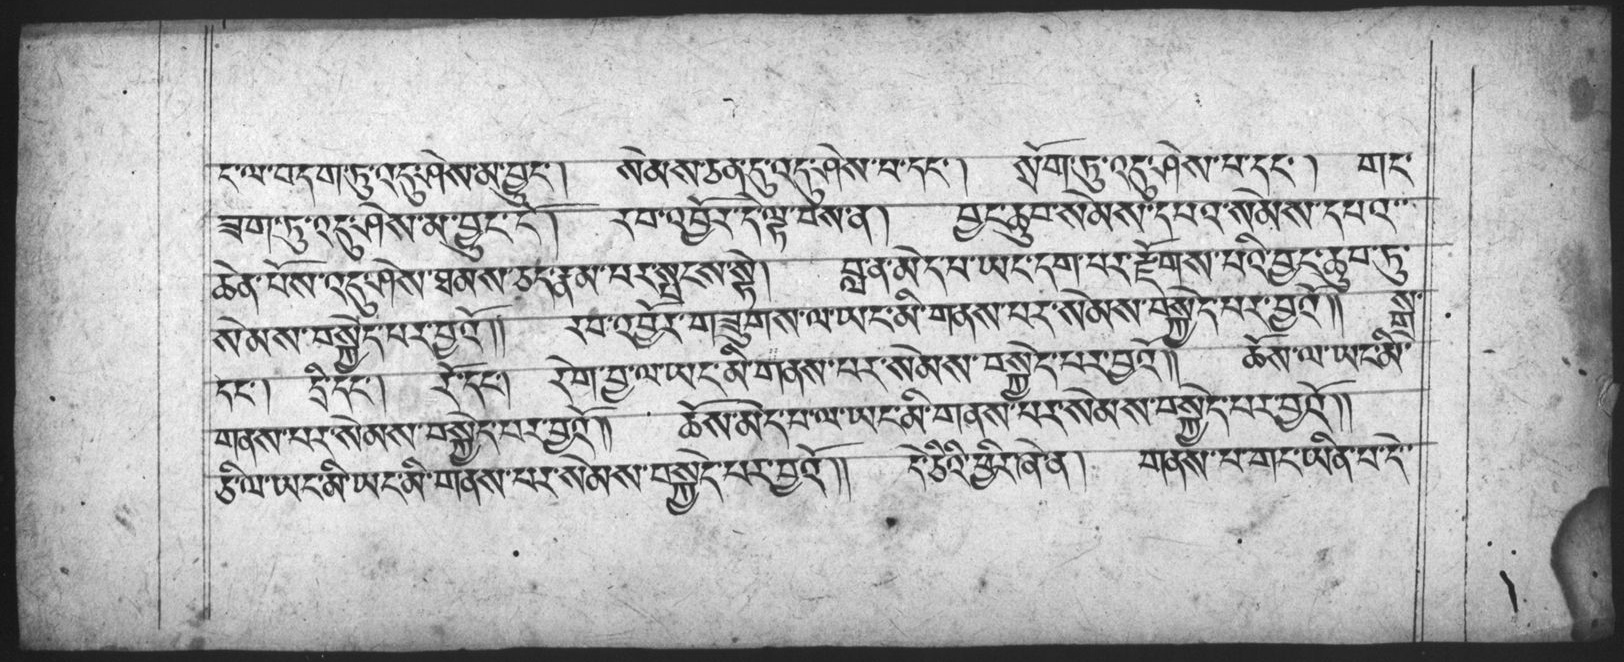 ང་ལ་བདག་ཏུ་འདུ་ཤེས་མ་བྱུང་། སེམས་ཅན་དུ་འདུ་ཤེས་པ་དང་། སྲོག་ཏུ་འདུ་ཤེས་པ་དང་། གང་
ཟག་ཏུ་འདུ་ཤེས་མ་བྱུང་ངོ་། རབ་འབྱོར་དེ་ལྟ་བས་ན། བྱང་ཆུབ་སེམས་དཔའ་སེམས་དཔའ་
ཆེན་པོས་འདུ་ཤེས་ཐམས་ཅད་རྣམ་པར་སྤངས་སྟེ། བླ་ན་མེད་པ་ཡང་དག་པར་རྫོགས་པའི་བྱང་ཆུབ་ཏུ་
སེམས་བསྐྱེད་པར་བྱའོ།། རབ་འབྱོར་གཟུགས་ལ་ཡང་མི་གནས་པར་སེམས་བསྐྱེད་པར་བྱའོ།། སྒྲ་
དང་། དྲི་དང་། རོ་དང་། རེག་བྱ་ལ་ཡང་མི་གནས་པར་སེམས་བསྐྱེད་པར་བྱའོ།། ཆོས་ལ་ཡང་མི་
གནས་པར་སེམས་བསྐྱེད་པར་བྱའོ།། ཆོས་མེད་པ་ལ་ཡང་མི་གནས་པར་སེམས་བསྐྱེད་པར་བྱའོ།།
ཅི་ལ་ཡང་མི་ཡང་མི་གནས་པར་སེམས་བསྐྱེད་པར་བྱའོ།། དེ་ཅིའི་ཕྱིར་ཞེ་ན། གནས་པ་གང་ཡིན་པ་དེ་